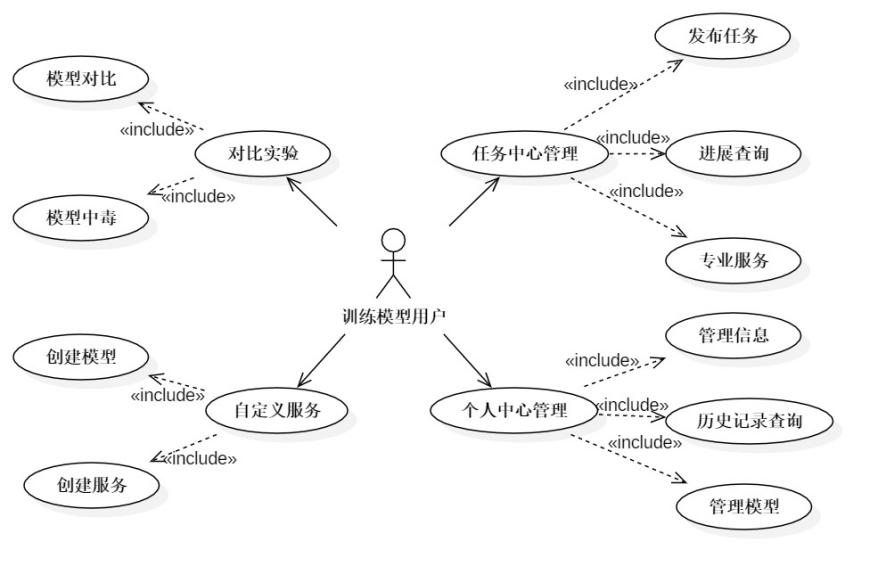 发布任务
模型对比
«include»
«include»
对比实验
任务中心管理
«include»
进展查询
«include»
«include»
模型中毒
专业服务
训练模型用户
管理信息
创建模型
«include»
«include»
自定义服务
个人中心管理
«include»
历史记录查询
«include»
«include»
创建服务
管理模型